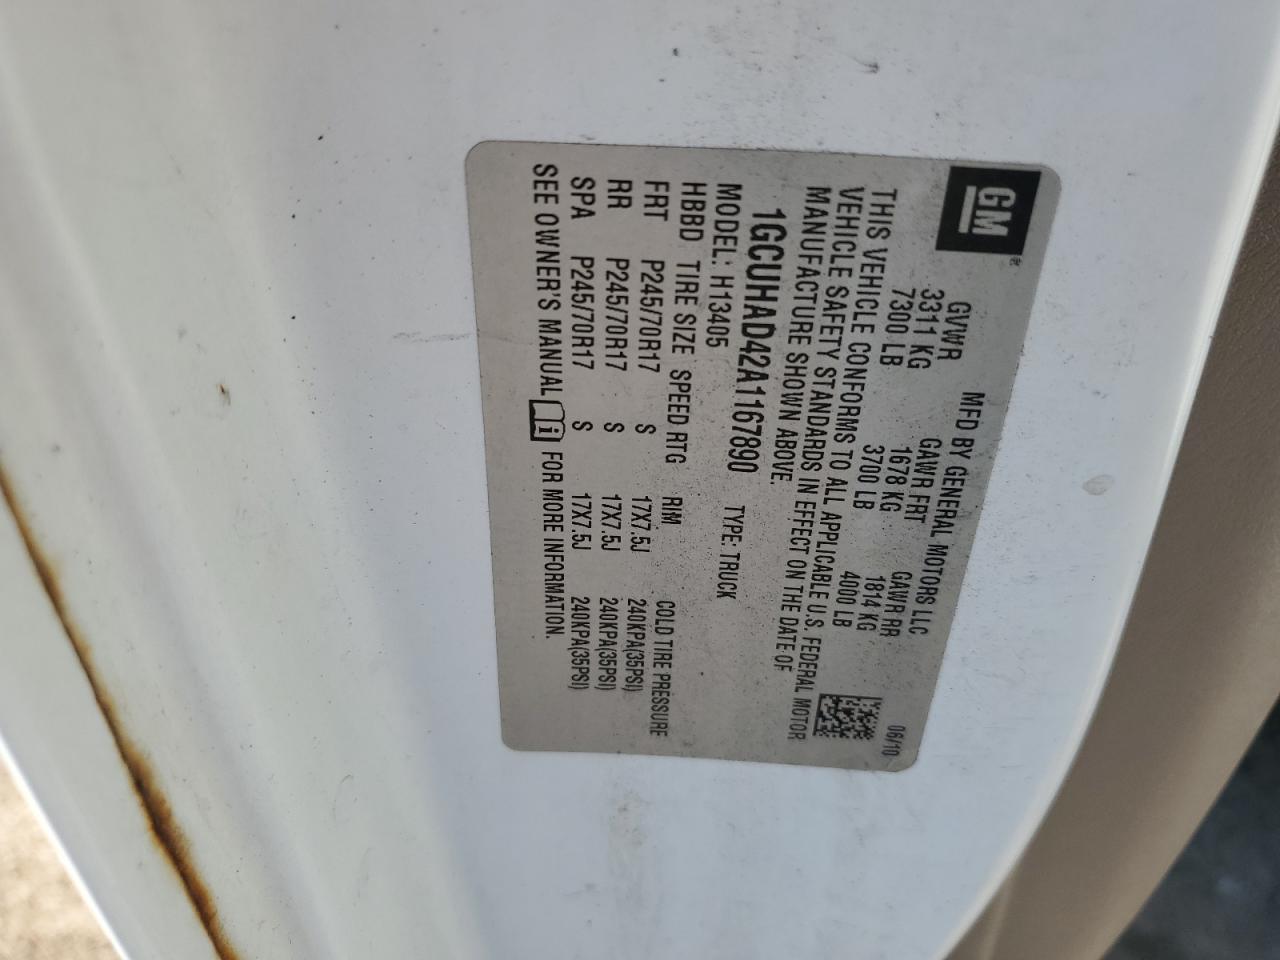 GM
MFD BY GENERAL MOTORS LLC 06/10
GVWR GAWR FRT GAWR RR
3311 KG 1678 KG 1814 KG
7300 LB 3700 LB 4000 LB
THIS VEHICLE CONFORMS TO ALL APPLICABLE U.S. FEDERAL MOTOR
VEHICLE SAFETY STANDARDS IN EFFECT ON THE DATE OF
MANUFACTURE SHOWN ABOVE.
1GCUHAD42A1167890 TYPE: TRUCK
MODEL: H13405
HBBD TIRE SIZE SPEED RTG RIM COLD TIRE PRESSURE
FRT P245/70R17 S 17X7.5J 240KPA(35PSI)
RR P245/70R17 S 17X7.5J 240KPA(35PSI)
SPA P245/70R17 S 17X7.5J 240KPA(35PSI)
SEE OWNER'S MANUAL i FOR MORE INFORMATION.